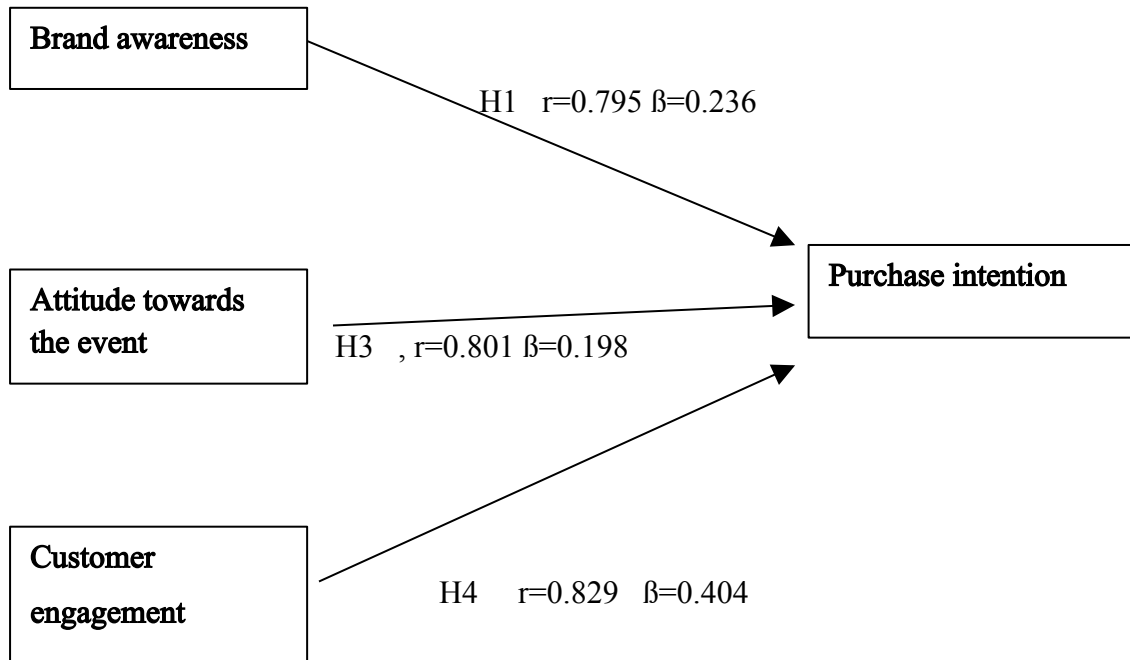 Brand awareness
H1 r=0.795 ß=0.236
Purchase intention
Attitude towards
the event
H3 , r=0.801 ß=0.198
Customer
engagement
H4 r=0.829 ß=0.404